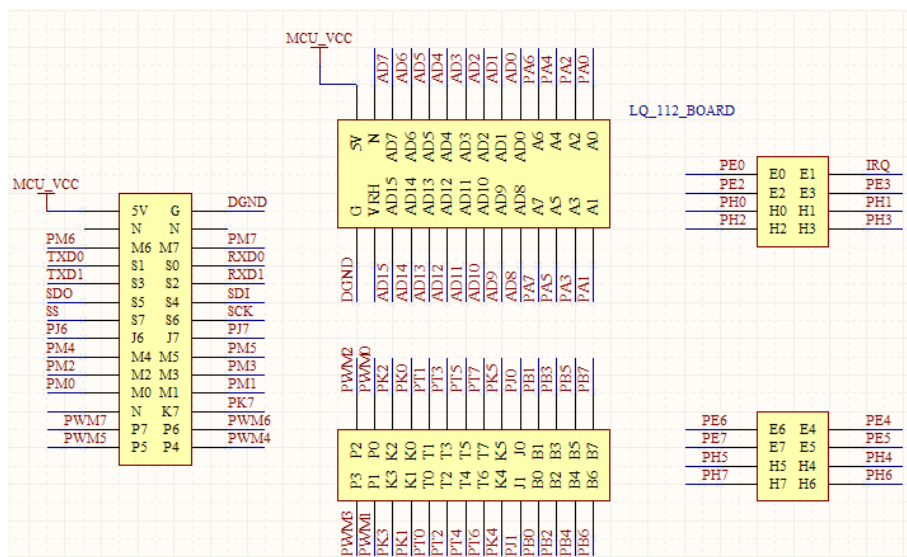 MCU_VCC
AD7 AD6 AD5 AD4 AD3 AD2 AD1 AD0 PA6 PA4 PA2 PA0
LQ_112_BOARD
5V N AD7 AD6 AD5 AD4 AD3 AD2 AD1 AD0 A6 A4 A2 A0
G VRH AD15 AD14 AD13 AD12 AD11 AD10 AD9 AD8 A7 A5 A3 A1
DGND AD15 AD14 AD13 AD12 AD11 AD10 AD9 AD8 PA7 PA5 PA3 PA1
MCU_VCC
5V G DGND
N N
PM6 M6 M7 PM7
TXD0 S1 S0 RXD0
TXD1 S3 S2 RXD1
SDO S5 S4 SDI
SS S7 S6 SCK
PJ6 J6 J7 PJ7
PM4 M4 M5 PM5
PM2 M2 M3 PM3
PM0 M0 M1 PM1
N K7 PK7
PWM7 P7 P6 PWM6
PWM5 P5 P4 PWM4
PE0 E0 E1 IRQ
PE2 E2 E3 PE3
PH0 H0 H1 PH1
PH2 H2 H3 PH3
PWM2 PWM0 PK2 PK0 PT1 PT3 PT5 PT7 PK5 PJ0 PB1 PB3 PB5 PB7
P2 P0 K2 K0 T1 T3 T5 T7 K5 J0 B1 B3 B5 B7
P3 P1 K3 K1 T0 T2 T4 T6 K4 J1 B0 B2 B4 B6
PWM3 PWM1 PK3 PK1 PT0 PT2 PT4 PT6 PK4 PJ1 PB0 PB2 PB4 PB6
PE6 E6 E4 PE4
PE7 E7 E5 PE5
PH5 H5 H4 PH4
PH7 H7 H6 PH6